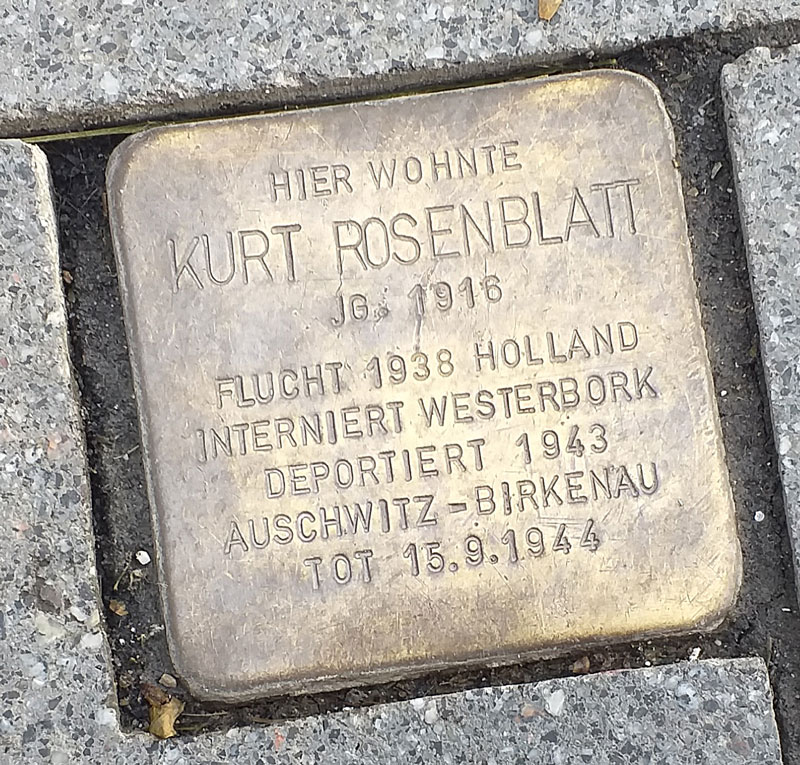 HIER WOHNTE
KURT ROSENBLATT
JG. 1916
FLUCHT 1938 HOLLAND
INTERNIERT WESTERBORK
DEPORTIERT 1943
AUSCHWITZ-BIRKENAU
TOT 15.9.1944